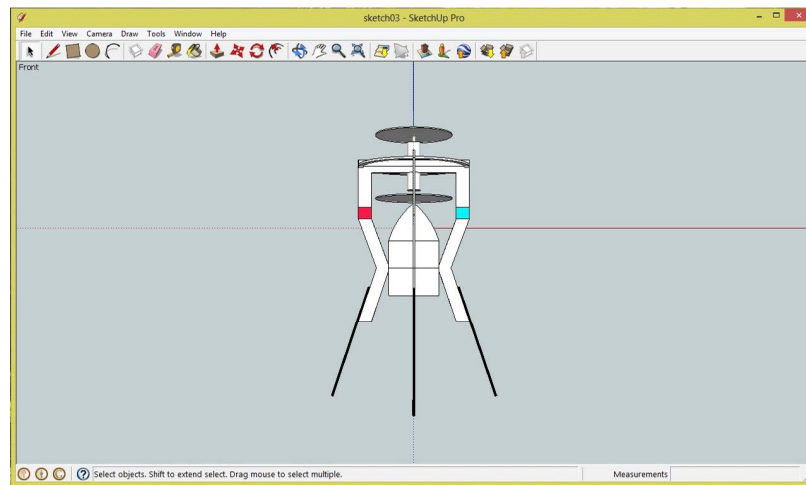 sketch03 - SketchUp Pro
File Edit View Camera Draw Tools Window Help
Front
Select objects. Shift to extend select. Drag mouse to select multiple.
Measurements